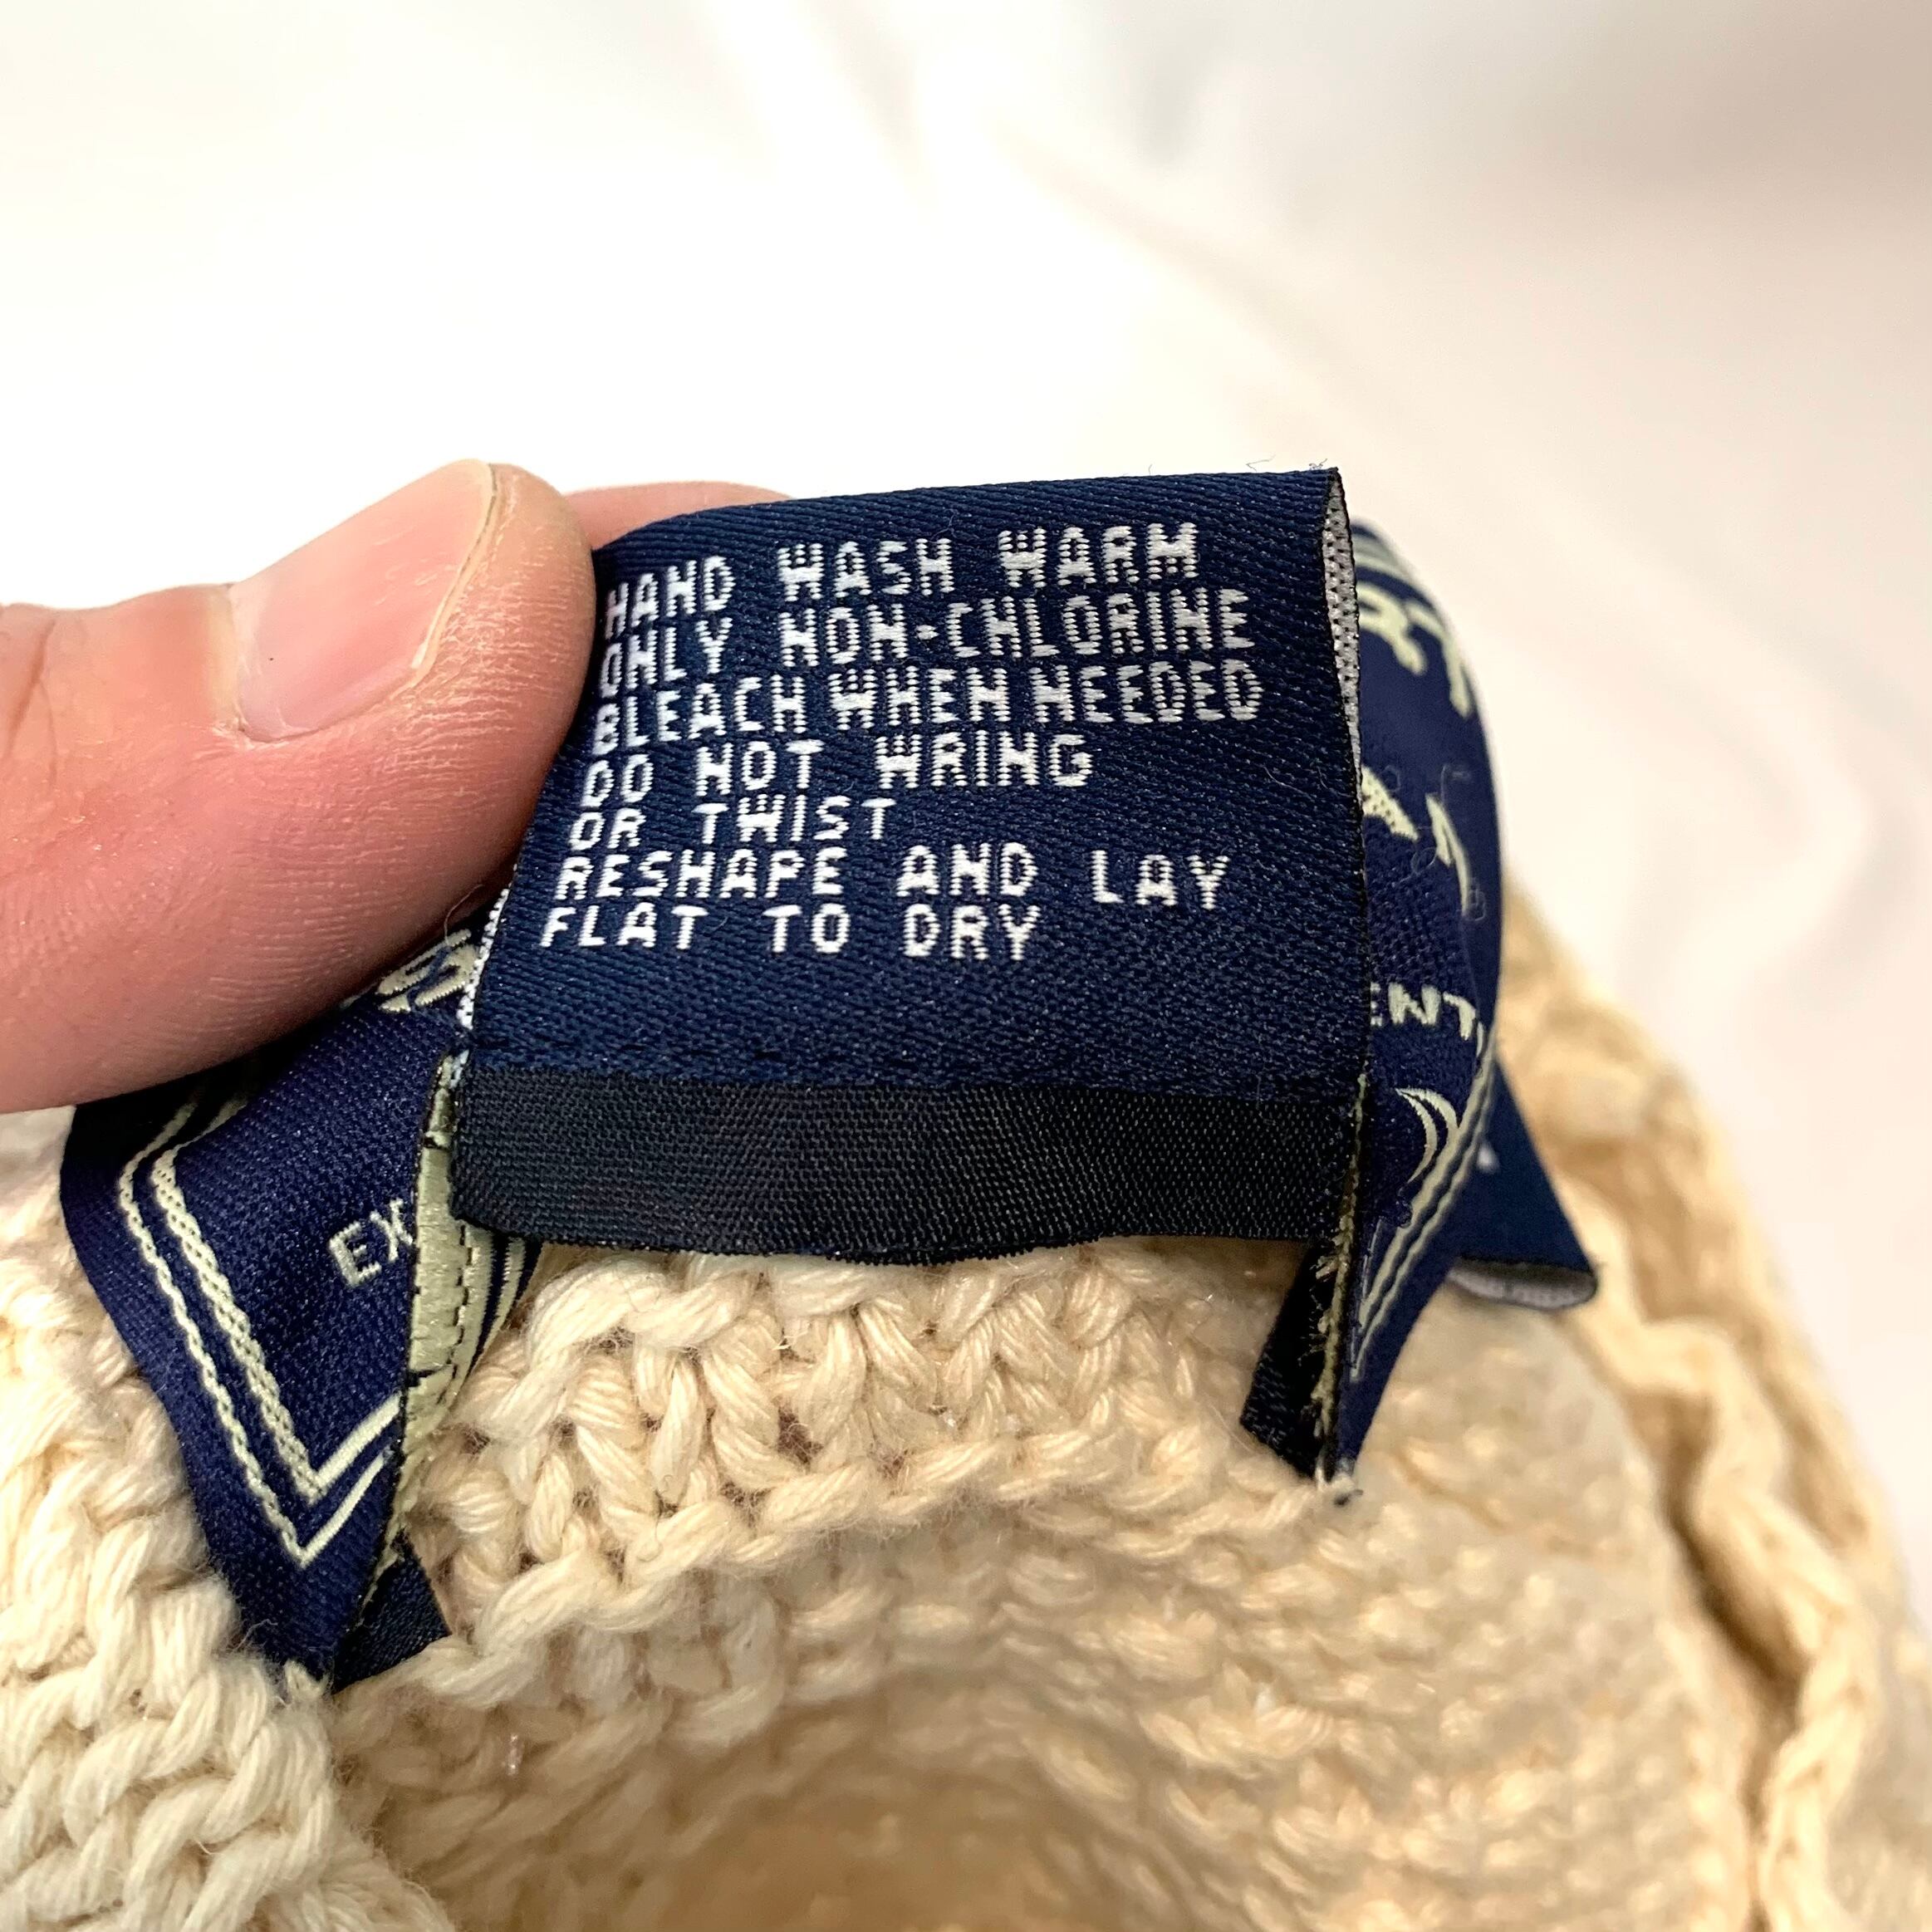 HAND WASH WARM
ONLY NON-CHLORINE
BLEACH WHEN NEEDED
DO NOT WRING
OR TWIST
RESHAPE AND LAY
FLAT TO DRY
EX